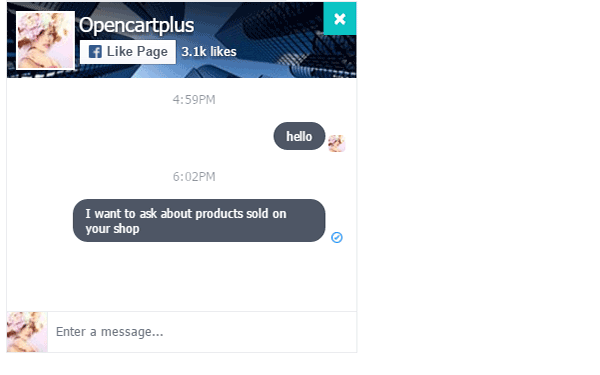 Opencartplus
Like Page 3.1k likes
4:59PM
hello
6:02PM
I want to ask about products sold on
your shop
Enter a message...